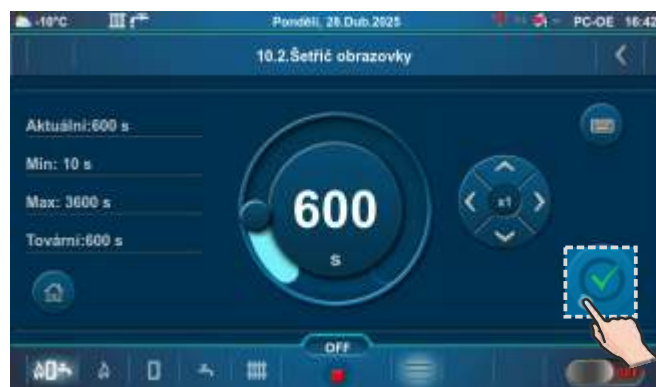 -10°C
Pondělí, 28.Dub.2025
PC-OE 16:42
10.2.Šetřič obrazovky
Aktuální:600 s
Min: 10 s
Max: 3600 s
Tovární:600 s
600
s
x1
OFF
OFF